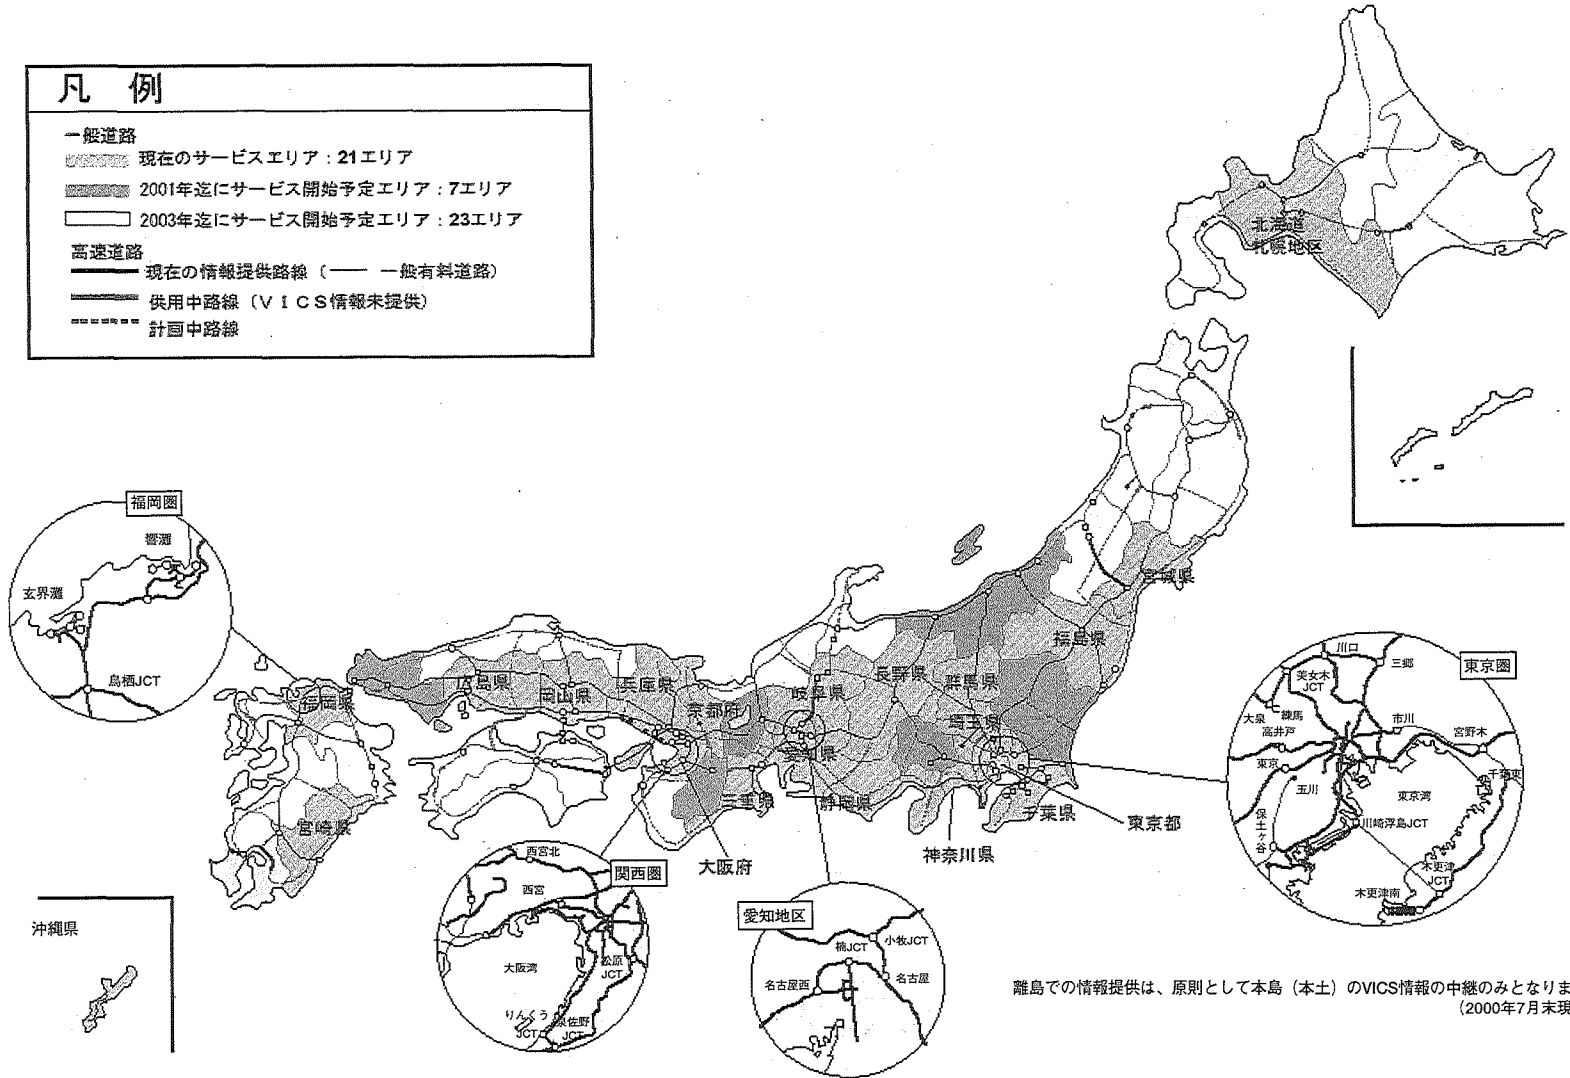 凡 例
一般道路
現在のサービスエリア：21エリア
2001年迄にサービス開始予定エリア：7エリア
2003年迄にサービス開始予定エリア：23エリア
高速道路
現在の情報提供路線（── 一般有料道路）
供用中路線（ＶＩＣＳ情報未提供）
計画中路線
北海道
札幌地区
福岡圏
響灘
玄界灘
鳥栖JCT
宮城県
福島県
長野県
群馬県
岐阜県
埼玉県
広島県
岡山県
兵庫県
京都府
福岡県
愛知県
三重県
静岡県
千葉県
東京都
神奈川県
大阪府
宮崎県
東京圏
川口
三郷
美女木
JCT
大泉
練馬
高井戸
市川
宮野木
東京
千葉東
玉川
東京湾
保土ヶ谷
川崎浮島JCT
木更津
JCT
木更津南
関西圏
西宮北
西宮
松原
JCT
大阪湾
りんくう
JCT
泉佐野
JCT
愛知地区
楠JCT
小牧JCT
名古屋西
名古屋
沖縄県
離島での情報提供は、原則として本島（本土）のVICS情報の中継のみとなりま
（2000年7月末現